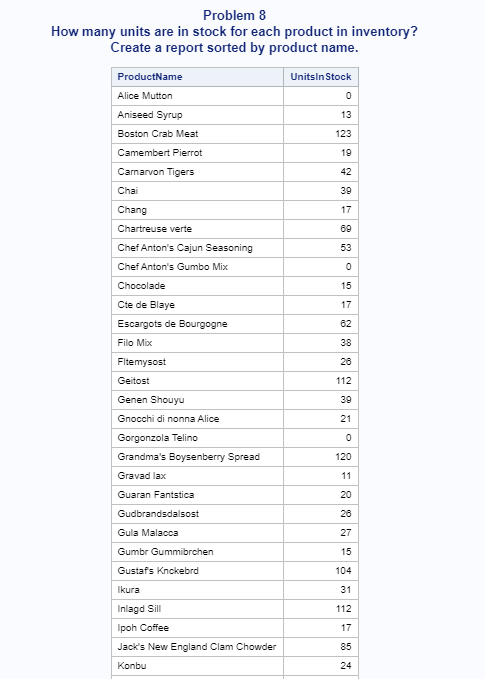 Problem 8
How many units are in stock for each product in inventory?
Create a report sorted by product name.
ProductName UnitsInStock
Alice Mutton 0
Aniseed Syrup 13
Boston Crab Meat 123
Camembert Pierrot 19
Carnarvon Tigers 42
Chai 39
Chang 17
Chartreuse verte 69
Chef Anton's Cajun Seasoning 53
Chef Anton's Gumbo Mix 0
Chocolade 15
Cte de Blaye 17
Escargots de Bourgogne 62
Filo Mix 38
Fltemysost 26
Geitost 112
Genen Shouyu 39
Gnocchi di nonna Alice 21
Gorgonzola Telino 0
Grandma's Boysenberry Spread 120
Gravad lax 11
Guaran Fantstica 20
Gudbrandsdalsost 26
Gula Malacca 27
Gumbr Gummibrchen 15
Gustaf's Knckebrd 104
Ikura 31
Inlagd Sill 112
Ipoh Coffee 17
Jack's New England Clam Chowder 85
Konbu 24